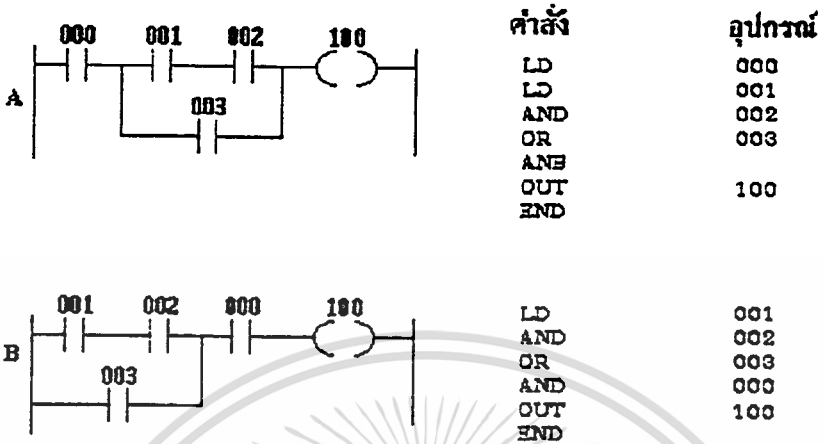 000 001 002 100
A
003
คำสั่ง อุปกรณ์
LD 000
LD 001
AND 002
OR 003
ANB
OUT 100
END
001 002 000 100
B
003
LD 001
AND 002
OR 003
AND 000
OUT 100
END